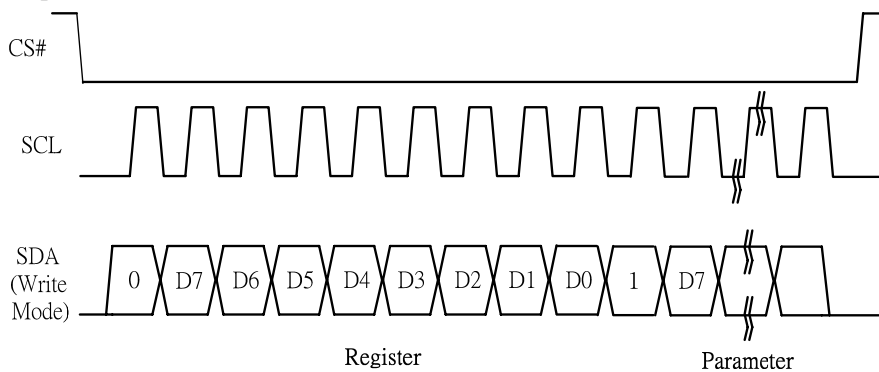 CS#
SCL
SDA
(Write
Mode)
0 D7 D6 D5 D4 D3 D2 D1 D0 1 D7
Register Parameter